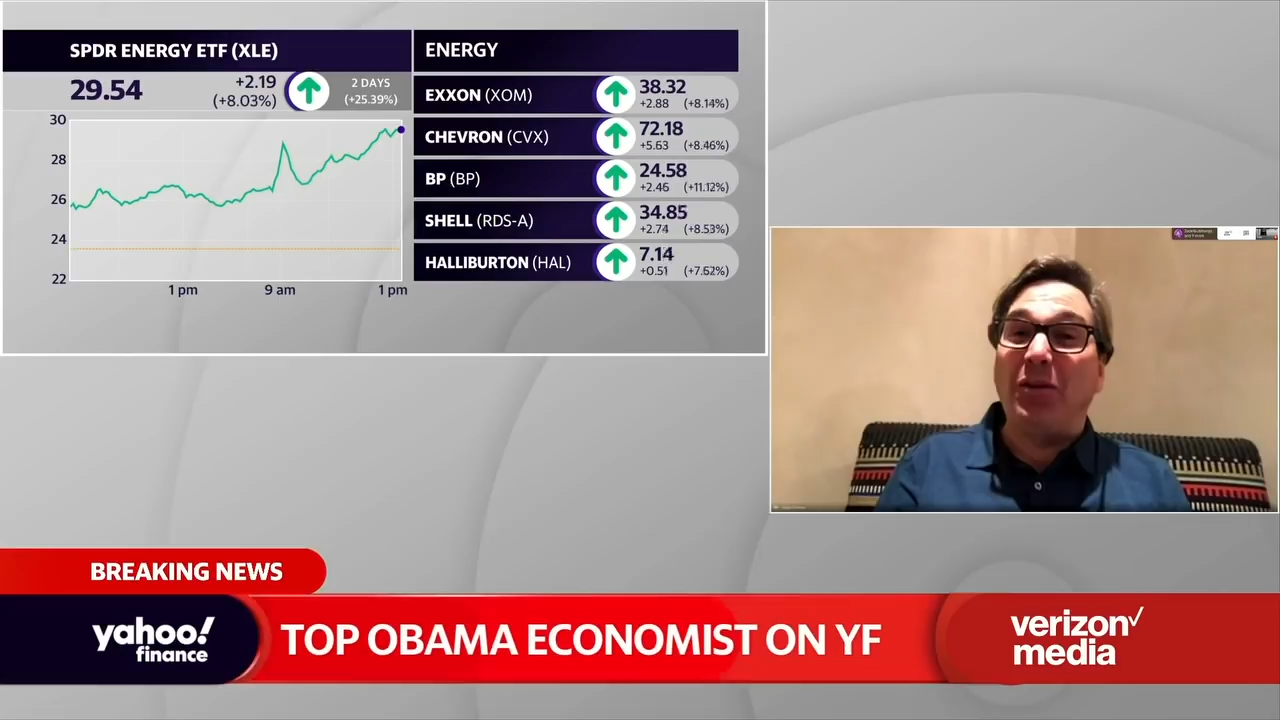 SPDR ENERGY ETF (XLE)
29.54
+2.19
(+8.03%)
2 DAYS
(+25.39%)
30
28
26
24
22
1 pm
9 am
1 pm
ENERGY
EXXON (XOM)
38.32
+2.88 (+8.14%)
CHEVRON (CVX)
72.18
+5.63 (+8.46%)
BP (BP)
24.58
+2.46 (+11.12%)
SHELL (RDS-A)
34.85
+2.74 (+8.53%)
HALLIBURTON (HAL)
7.14
+0.51 (+7.62%)
BREAKING NEWS
yahoo!
finance
TOP OBAMA ECONOMIST ON YF
verizon✓
media